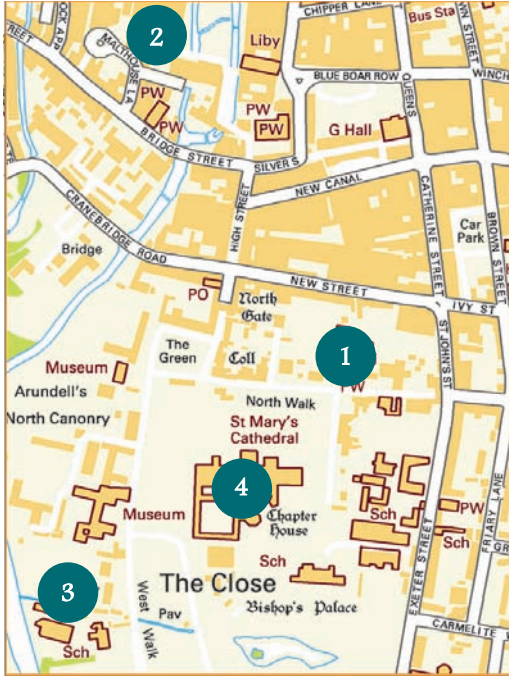 CHIPPER LANE
Bus Sta
2
MALTHOUSE LA
Liby
BLUE BOAR ROW
WINCH
PW
PW
PW
PW
QUEENS
G Hall
BRIDGE STREET
SILVER S
NEW CANAL
HIGH STREET
CATHERINE STREET
BROWN STREET
Car
Park
CRANEBRIDGE ROAD
Bridge
NEW STREET
IVY ST
PO
North
Gate
ST JOHN'S ST
The
Green
Coll
1
PW
Museum
Arundell's
North Canonry
North Walk
St Mary's
Cathedral
4
Museum
Chapter
House
Sch
PW
Sch
FRIARY LANE
EXETER STREET
Sch
3
The Close
Bishop's Palace
West Walk
Pav
Sch
CARMELITE